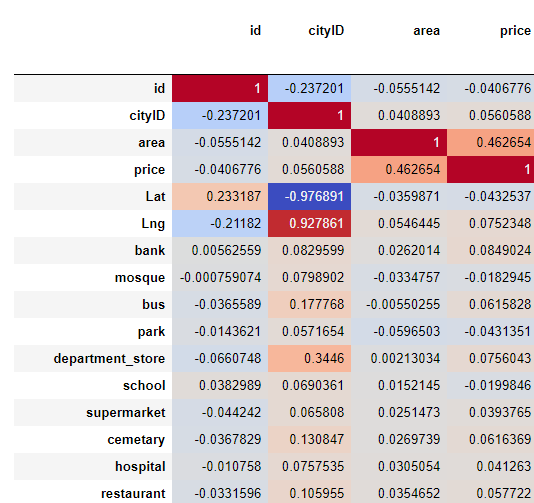 id cityID area price
id 1 -0.237201 -0.0555142 -0.0406776
cityID -0.237201 1 0.0408893 0.0560588
area -0.0555142 0.0408893 1 0.462654
price -0.0406776 0.0560588 0.462654 1
Lat 0.233187 -0.976891 -0.0359871 -0.0432537
Lng -0.21182 0.927861 0.0546445 0.0752348
bank 0.00562559 0.0829599 0.0262014 0.0849024
mosque -0.000759074 0.0798902 -0.0334757 -0.0182945
bus -0.0365589 0.177768 -0.00550255 0.0615828
park -0.0143621 0.0571654 -0.0596503 -0.0431351
department_store -0.0660748 0.3446 0.00213034 0.0756043
school 0.0382989 0.0690361 0.0152145 -0.0199846
supermarket -0.044242 0.065808 0.0251473 0.0393765
cemetary -0.0367829 0.130847 0.0269739 0.0616369
hospital -0.010758 0.0757535 0.0305054 0.041263
restaurant -0.0331596 0.105955 0.0354652 0.057722